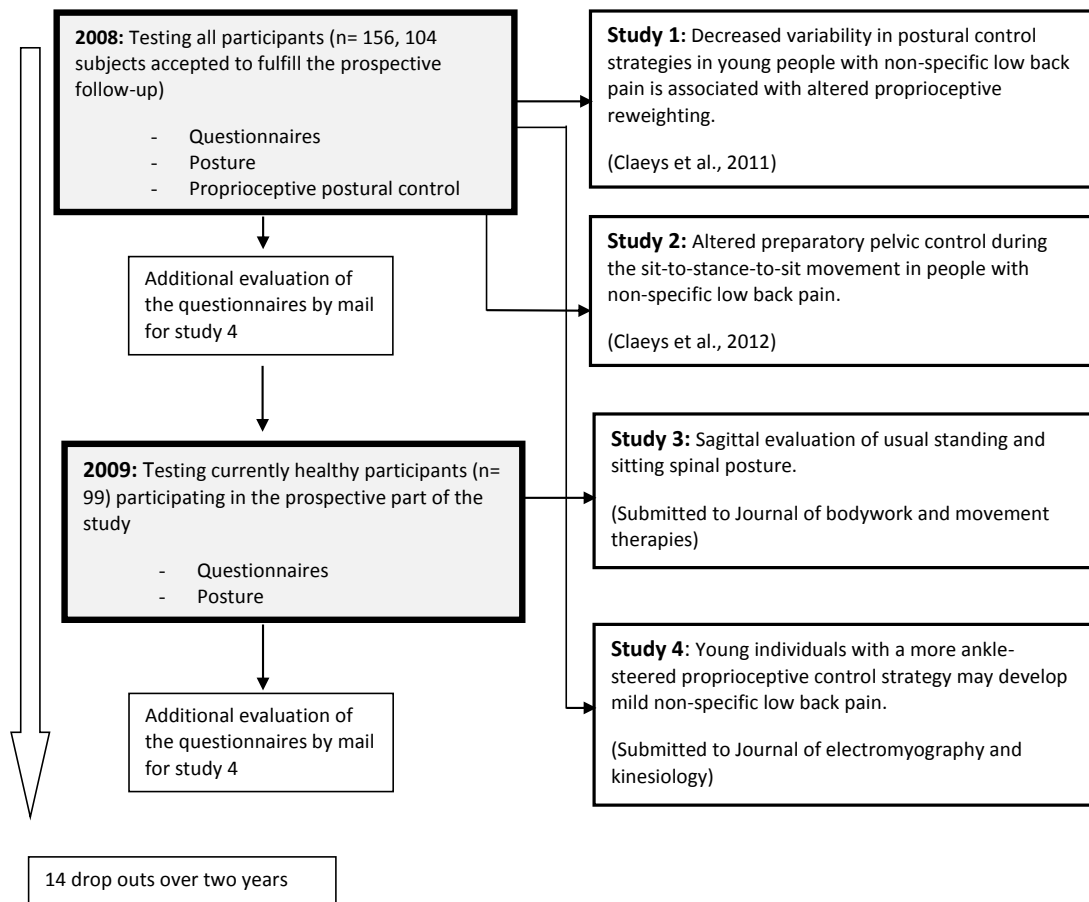 2008: Testing all participants (n= 156, 104
subjects accepted to fulfill the prospective
follow-up)
- Questionnaires
- Posture
- Proprioceptive postural control
Additional evaluation of
the questionnaires by mail
for study 4
2009: Testing currently healthy participants (n=
99) participating in the prospective part of the
study
- Questionnaires
- Posture
Additional evaluation of
the questionnaires by mail
for study 4
14 drop outs over two years
Study 1: Decreased variability in postural control
strategies in young people with non-specific low back
pain is associated with altered proprioceptive
reweighting.
(Claeys et al., 2011)
Study 2: Altered preparatory pelvic control during
the sit-to-stance-to-sit movement in people with
non-specific low back pain.
(Claeys et al., 2012)
Study 3: Sagittal evaluation of usual standing and
sitting spinal posture.
(Submitted to Journal of bodywork and movement
therapies)
Study 4: Young individuals with a more ankle-
steered proprioceptive control strategy may develop
mild non-specific low back pain.
(Submitted to Journal of electromyography and
kinesiology)